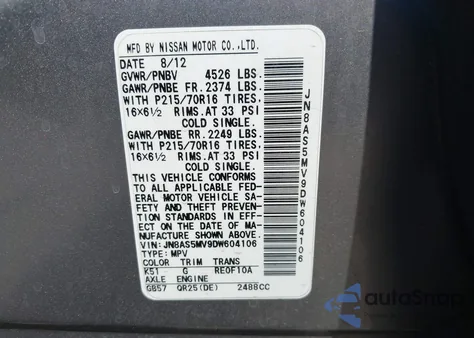 MFD BY NISSAN MOTOR CO.,LTD.
DATE 8/12
GVWR/PNBV 4526 LBS.
GAWR/PNBE FR. 2374 LBS.
WITH P215/70R16 TIRES,
16X6½ RIMS, AT 33 PSI
COLD SINGLE.
GAWR/PNBE RR. 2249 LBS.
WITH P215/70R16 TIRES,
16X6½ RIMS, AT 33 PSI
COLD SINGLE.
THIS VEHICLE CONFORMS
TO ALL APPLICABLE FED-
ERAL MOTOR VEHICLE SA-
FETY AND THEFT PREVEN-
TION STANDARDS IN EF-
FECT ON THE DATE OF MA-
NUFACTURE SHOWN ABOVE.
VIN: JN8AS5MV9DW604106
TYPE: MPV
COLOR TRIM TRANS
K51 G RE0F10A
AXLE ENGINE
GB57 QR25(DE) 2488CC
JN8AS5MV9DW604106
AutoSnap